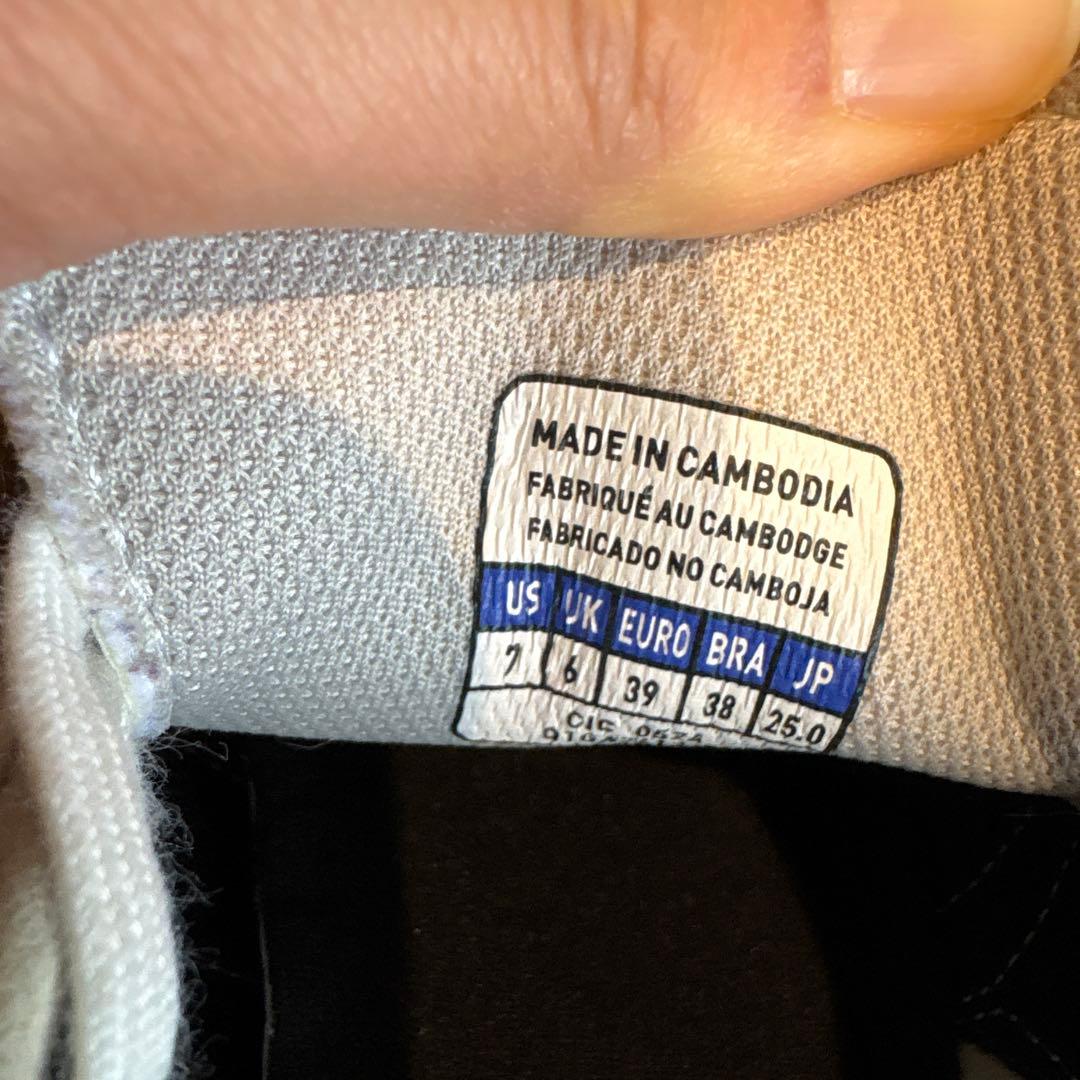 MADE IN CAMBODIA
FABRIQUÉ AU CAMBODGE
FABRICADO NO CAMBOJA
US UK EURO BRA JP
7 6 39 38 25.0